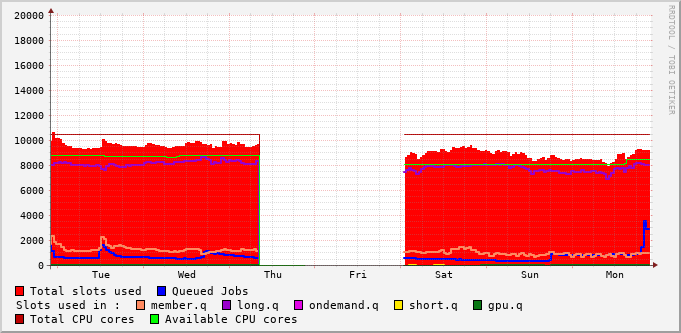 RRDTOOL / TOBI OETIKER
20000
18000
16000
14000
12000
10000
8000
6000
4000
2000
0
Tue Wed Thu Fri Sat Sun Mon
Total slots used Queued Jobs
Slots used in : member.q long.q ondemand.q short.q gpu.q
Total CPU cores Available CPU cores